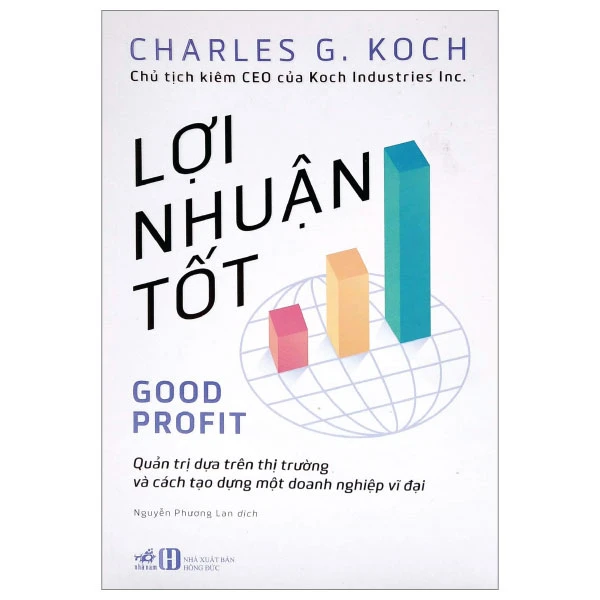 CHARLES G. KOCH
Chủ tịch kiêm CEO của Koch Industries Inc.
LỢI
NHUẬN
TỐT
GOOD
PROFIT
Quản trị dựa trên thị trường
và cách tạo dựng một doanh nghiệp vĩ đại
Nguyễn Phương Lan dịch
nhã nam
NHÀ XUẤT BẢN
HỒNG ĐỨC